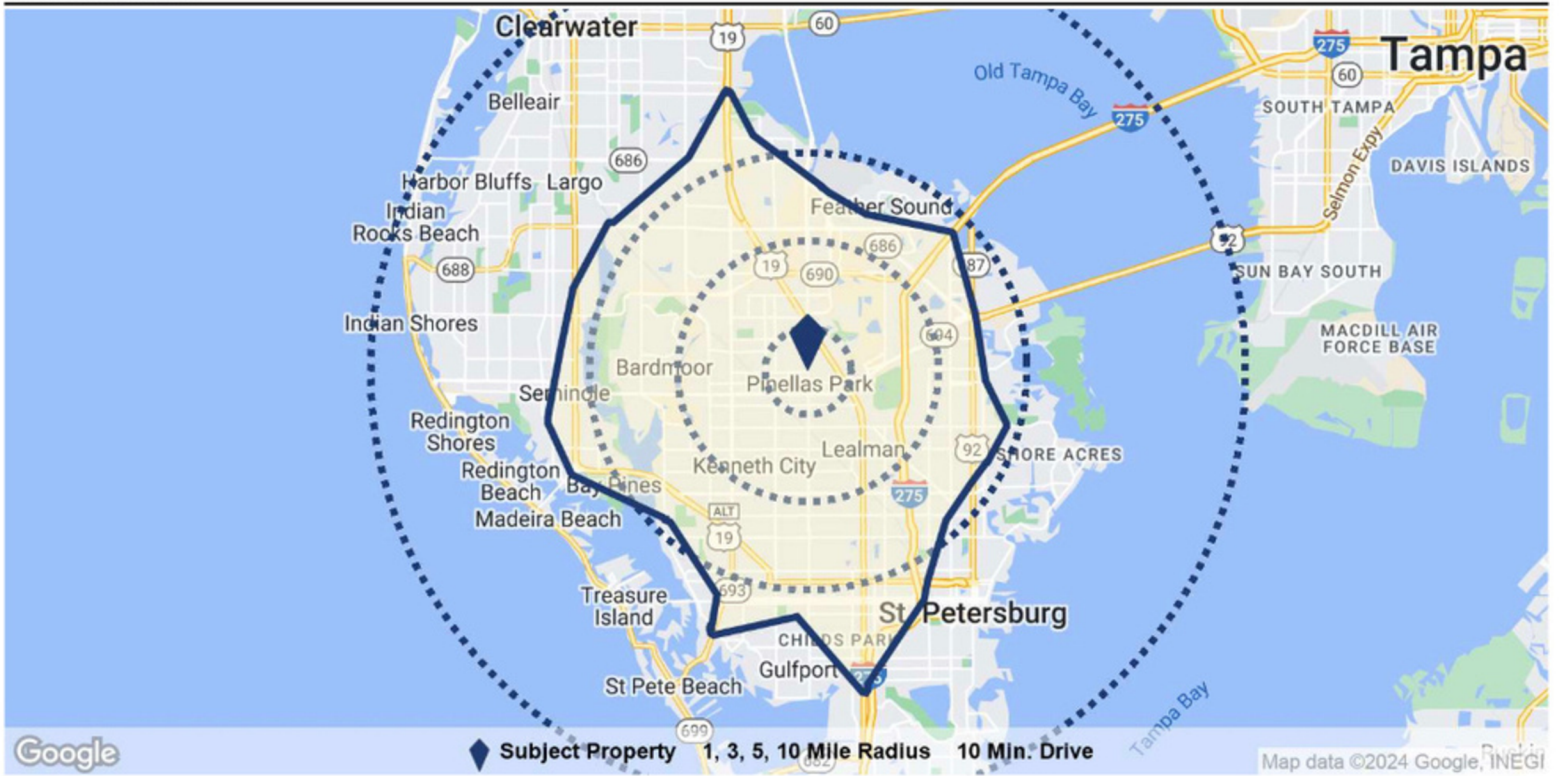 Clearwater
19
60
275
Tampa
60
Old Tampa Bay
Belleair
275
SOUTH TAMPA
Selmon Expy
686
DAVIS ISLANDS
Harbor Bluffs
Largo
Indian
Rocks Beach
Feather Sound
92
686
688
19
690
SUN BAY SOUTH
Indian Shores
MACDILL AIR
FORCE BASE
Bardmoor
Pinellas Park
Seminole
Redington
Shores
Lealman
92
SHORE ACRES
Kenneth City
Redington
Beach
Bay Pines
275
ALT
19
Madeira Beach
693
Treasure
Island
St. Petersburg
CHILDS PARK
Gulfport
St Pete Beach
Tampa Bay
699
Google
Subject Property 1, 3, 5, 10 Mile Radius 10 Min. Drive
Map data ©2024 Google, INEGI